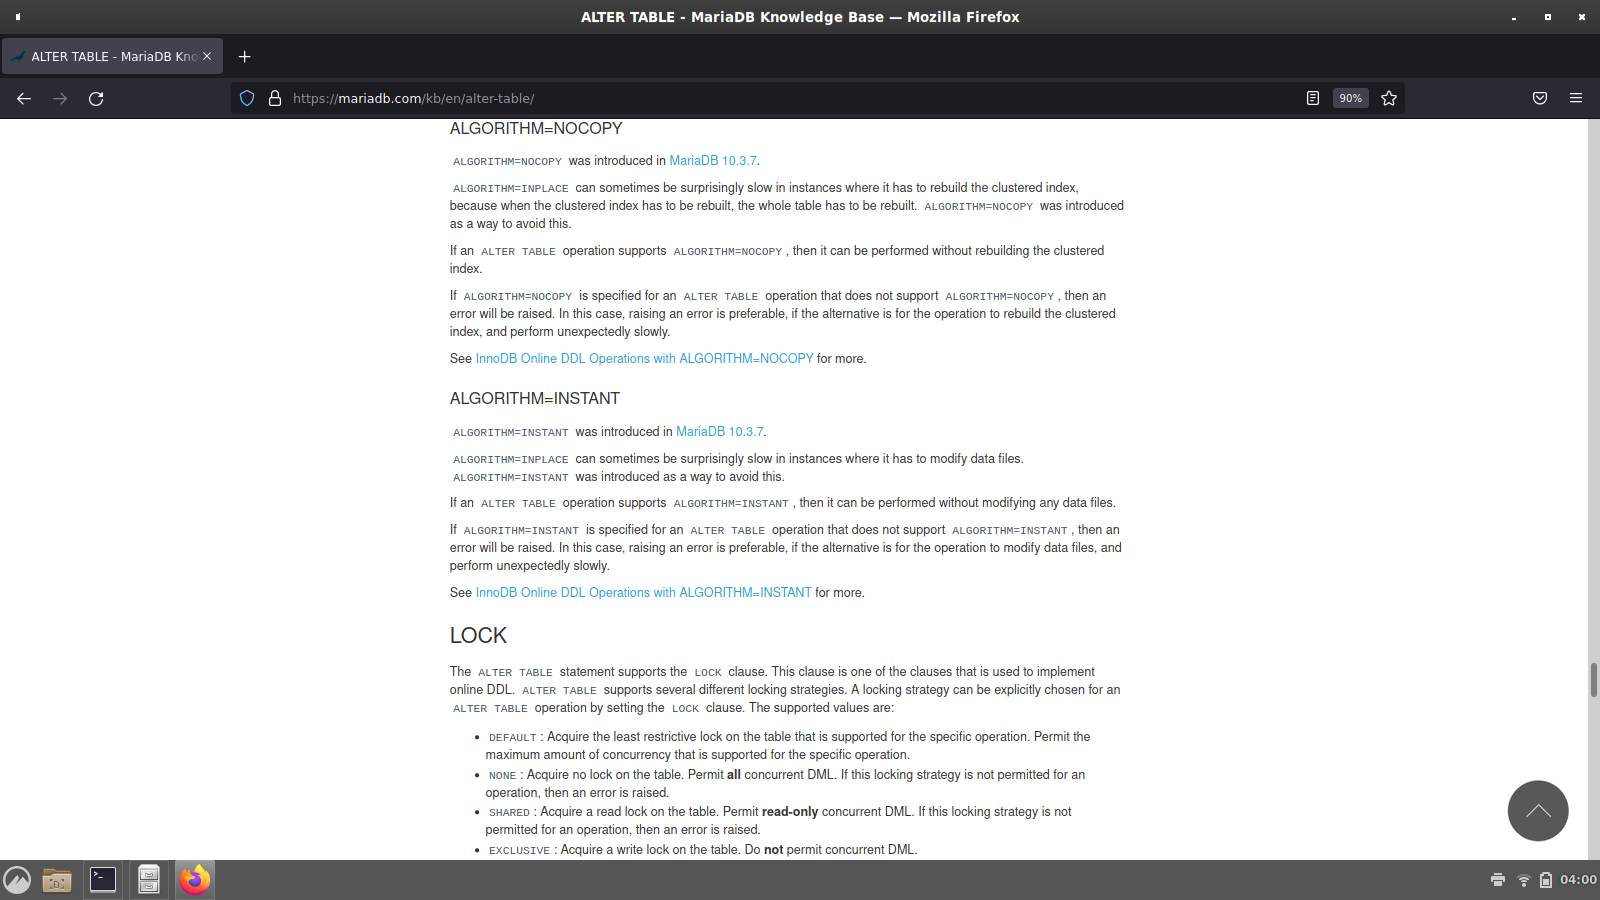 ALTER TABLE - MariaDB Knowledge Base — Mozilla Firefox
ALTER TABLE - MariaDB Kno
https://mariadb.com/kb/en/alter-table/
90%
ALGORITHM=NOCOPY
ALGORITHM=NOCOPY was introduced in MariaDB 10.3.7.
ALGORITHM=INPLACE can sometimes be surprisingly slow in instances where it has to rebuild the clustered index,
because when the clustered index has to be rebuilt, the whole table has to be rebuilt. ALGORITHM=NOCOPY was introduced
as a way to avoid this.
If an ALTER TABLE operation supports ALGORITHM=NOCOPY , then it can be performed without rebuilding the clustered
index.
If ALGORITHM=NOCOPY is specified for an ALTER TABLE operation that does not support ALGORITHM=NOCOPY , then an
error will be raised. In this case, raising an error is preferable, if the alternative is for the operation to rebuild the clustered
index, and perform unexpectedly slowly.
See InnoDB Online DDL Operations with ALGORITHM=NOCOPY for more.
ALGORITHM=INSTANT
ALGORITHM=INSTANT was introduced in MariaDB 10.3.7.
ALGORITHM=INPLACE can sometimes be surprisingly slow in instances where it has to modify data files.
ALGORITHM=INSTANT was introduced as a way to avoid this.
If an ALTER TABLE operation supports ALGORITHM=INSTANT , then it can be performed without modifying any data files.
If ALGORITHM=INSTANT is specified for an ALTER TABLE operation that does not support ALGORITHM=INSTANT , then an
error will be raised. In this case, raising an error is preferable, if the alternative is for the operation to modify data files, and
perform unexpectedly slowly.
See InnoDB Online DDL Operations with ALGORITHM=INSTANT for more.
LOCK
The ALTER TABLE statement supports the LOCK clause. This clause is one of the clauses that is used to implement
online DDL. ALTER TABLE supports several different locking strategies. A locking strategy can be explicitly chosen for an
ALTER TABLE operation by setting the LOCK clause. The supported values are:
• DEFAULT : Acquire the least restrictive lock on the table that is supported for the specific operation. Permit the
maximum amount of concurrency that is supported for the specific operation.
• NONE : Acquire no lock on the table. Permit all concurrent DML. If this locking strategy is not permitted for an
operation, then an error is raised.
• SHARED : Acquire a read lock on the table. Permit read-only concurrent DML. If this locking strategy is not
permitted for an operation, then an error is raised.
• EXCLUSIVE : Acquire a write lock on the table. Do not permit concurrent DML.
04:00